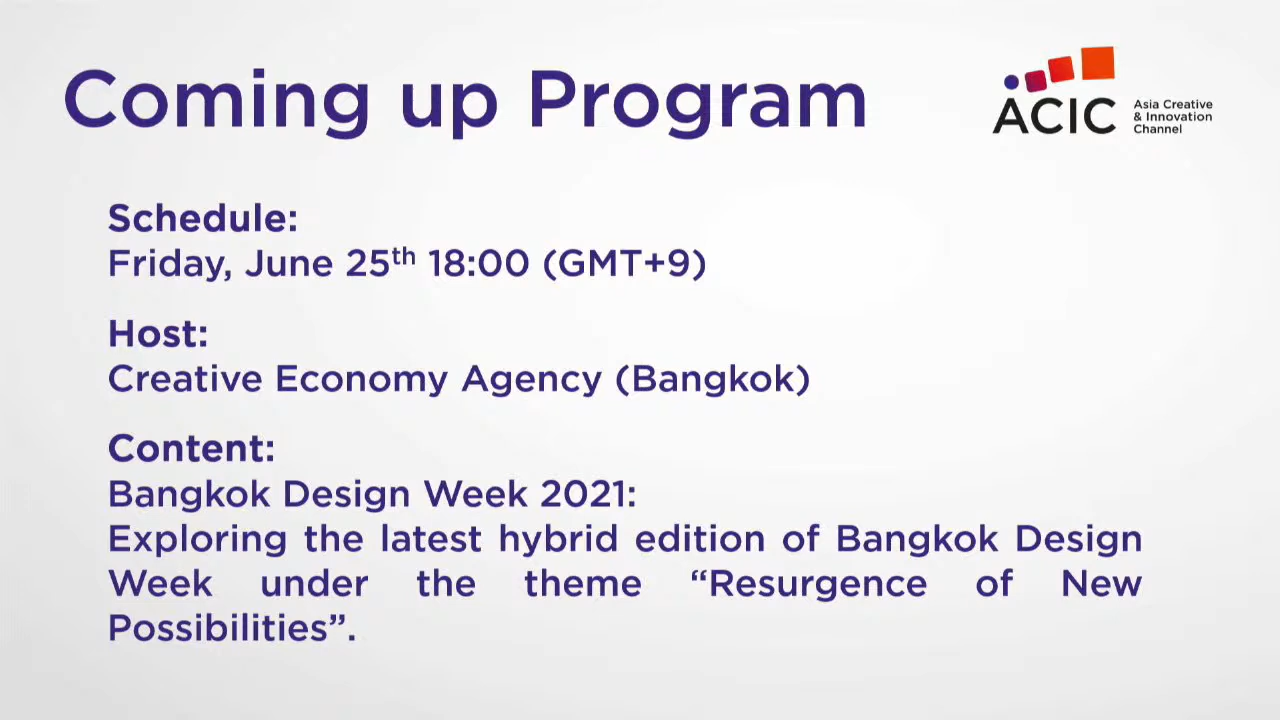 Coming up Program
ACIC
Asia Creative
& Innovation
Channel
Schedule:
Friday, June 25th 18:00 (GMT+9)
Host:
Creative Economy Agency (Bangkok)
Content:
Bangkok Design Week 2021:
Exploring the latest hybrid edition of Bangkok Design
Week under the theme “Resurgence of New
Possibilities”.